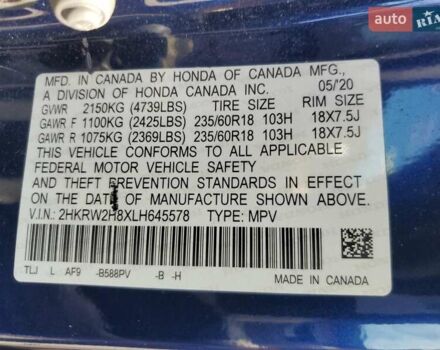 auto
RIA
MFD. IN CANADA BY HONDA OF CANADA MFG.,
A DIVISION OF HONDA CANADA INC. 05/20
GVWR 2150KG (4739LBS) TIRE SIZE RIM SIZE
GAWR F 1100KG (2425LBS) 235/60R18 103H 18X7.5J
GAWR R 1075KG (2369LBS) 235/60R18 103H 18X7.5J
THIS VEHICLE CONFORMS TO ALL APPLICABLE
FEDERAL MOTOR VEHICLE SAFETY
AND THEFT PREVENTION STANDARDS IN EFFECT
ON THE DATE OF MANUFACTURE SHOWN ABOVE.
V.I.N.: 2HKRW2H8XLH645578 TYPE: MPV
TLJ L AF9 -B588PV -B -H
MADE IN CANADA